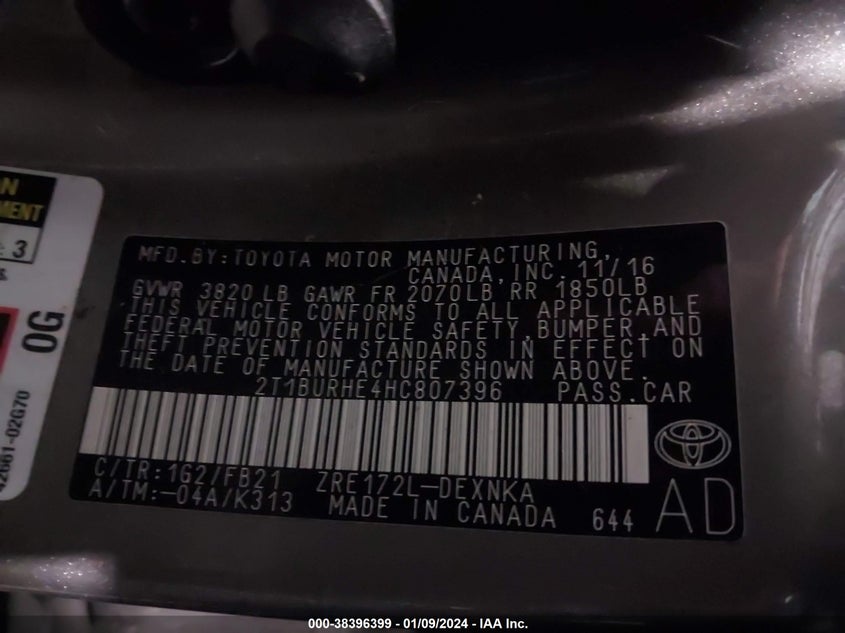 MFD.BY:TOYOTA MOTOR MANUFACTURING,
CANADA,INC. 11/16
GVWR 3820 LB GAWR FR 2070LB,RR 1850LB
THIS VEHICLE CONFORMS TO ALL APPLICABLE
FEDERAL MOTOR VEHICLE SAFETY,BUMPER,AND
THEFT PREVENTION STANDARDS IN EFFECT ON
THE DATE OF MANUFACTURE SHOWN ABOVE.
2T1BURHE4HC807396 PASS.CAR
C/TR:1G2/FB21 ZRE172L-DEXNKA
A/TM:-04A/K313 MADE IN CANADA 644 AD
3
0G
42661-02G70
000-38396399 - 01/09/2024 - IAA Inc.